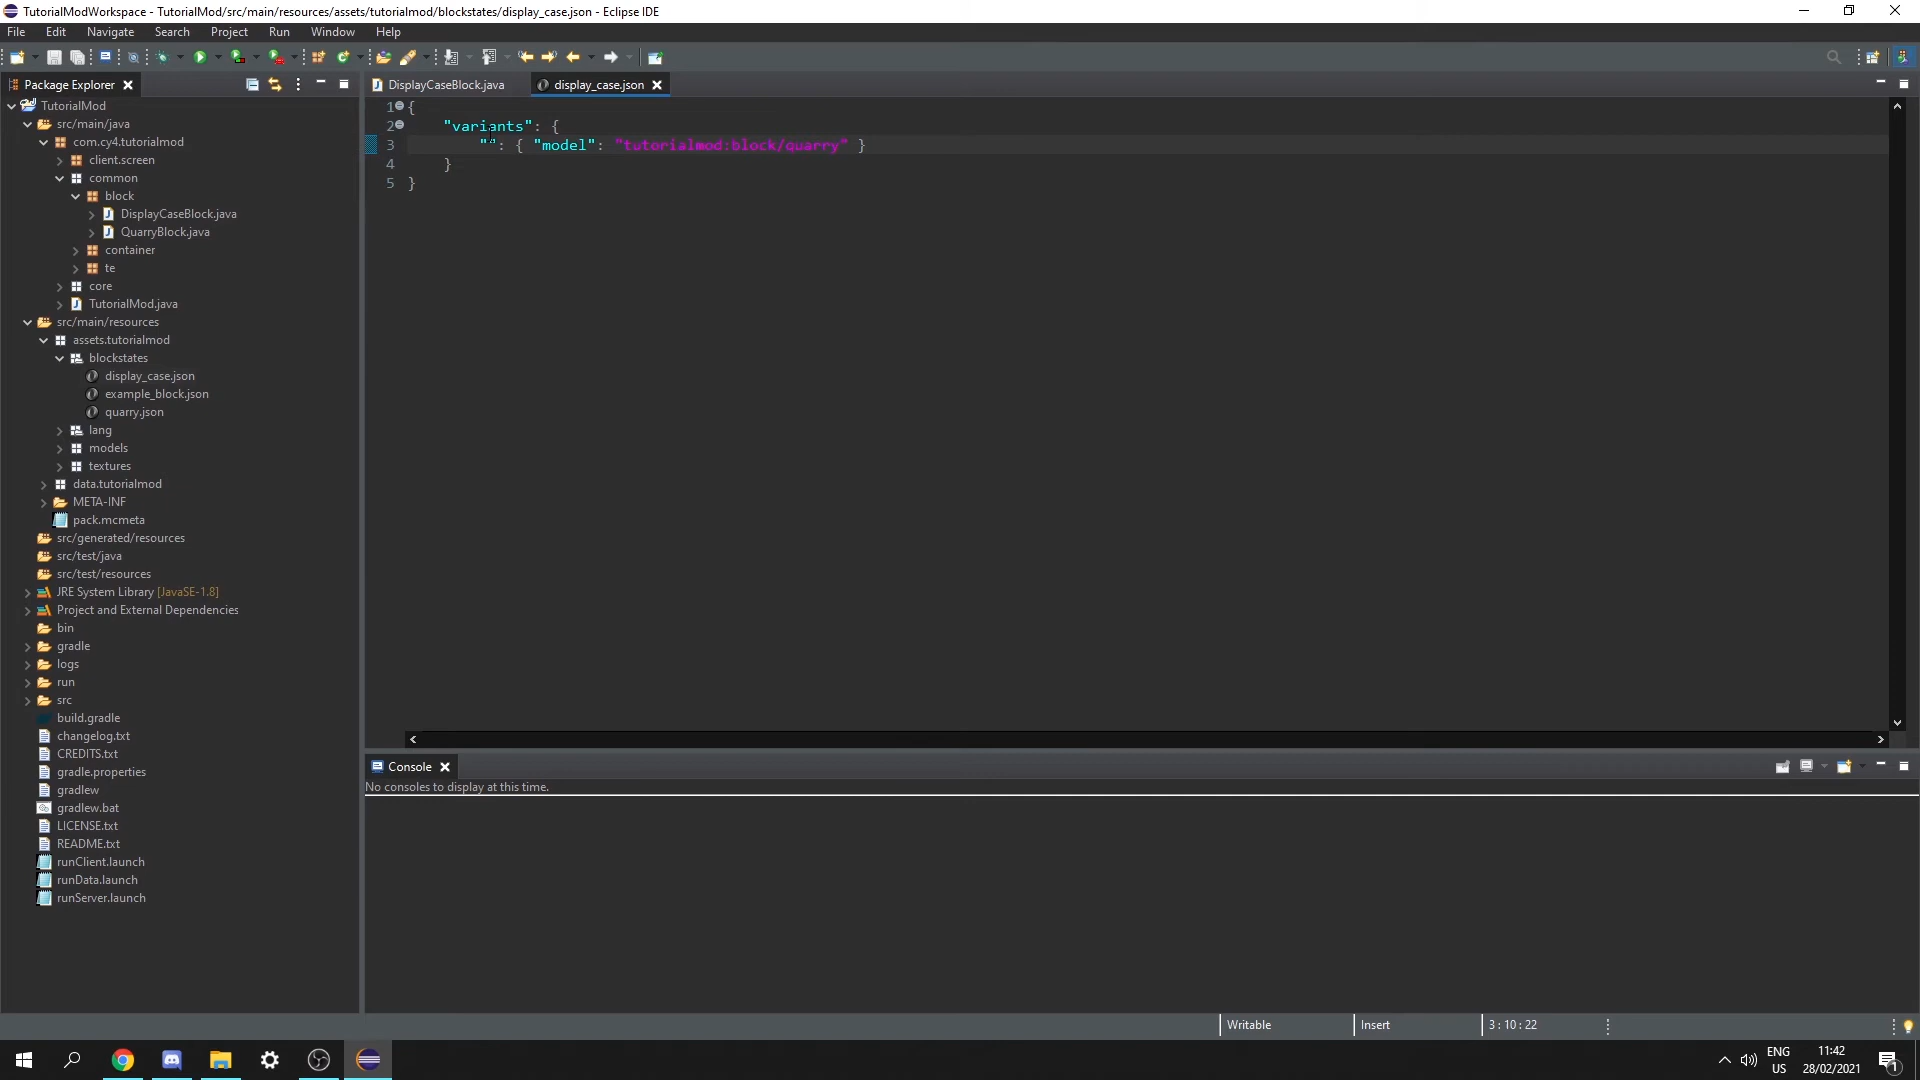 TutorialModWorkspace - TutorialMod/src/main/resources/assets/tutorialmod/blockstates/display_case.json - Eclipse IDE
File Edit Navigate Search Project Run Window Help
Package Explorer
TutorialMod
src/main/java
com.cy4.tutorialmod
client.screen
common
block
DisplayCaseBlock.java
QuarryBlock.java
container
te
core
TutorialMod.java
src/main/resources
assets.tutorialmod
blockstates
display_case.json
example_block.json
quarry.json
lang
models
textures
data.tutorialmod
META-INF
pack.mcmeta
src/generated/resources
src/test/java
src/test/resources
JRE System Library [JavaSE-1.8]
Project and External Dependencies
bin
gradle
logs
run
src
build.gradle
changelog.txt
CREDITS.txt
gradle.properties
gradlew
gradlew.bat
LICENSE.txt
README.txt
runClient.launch
runData.launch
runServer.launch
DisplayCaseBlock.java display_case.json
1 {
2 "variants": {
3 "": { "model": "tutorialmod:block/quarry" }
4 }
5 }
Console
No consoles to display at this time.
Writable Insert 3 : 10 : 22
ENG
US
11:42
28/02/2021
1